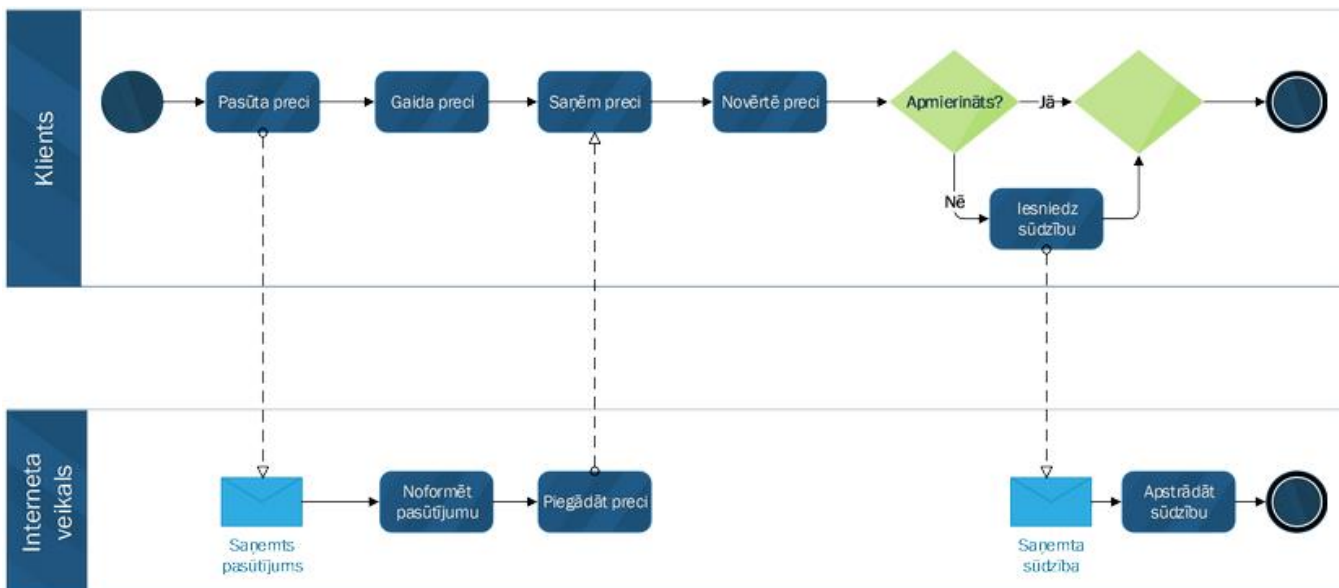 Klients
Pasūta preci
Gaida preci
Saņēm preci
Novērtē preci
Apmierināts?
Jā
Nē
Iesniedz
sūdzību
Interneta
veikals
Saņemts
pasūtījums
Noformēt
pasūtījumu
Piegādāt preci
Saņemta
sūdzība
Apstrādāt
sūdzību